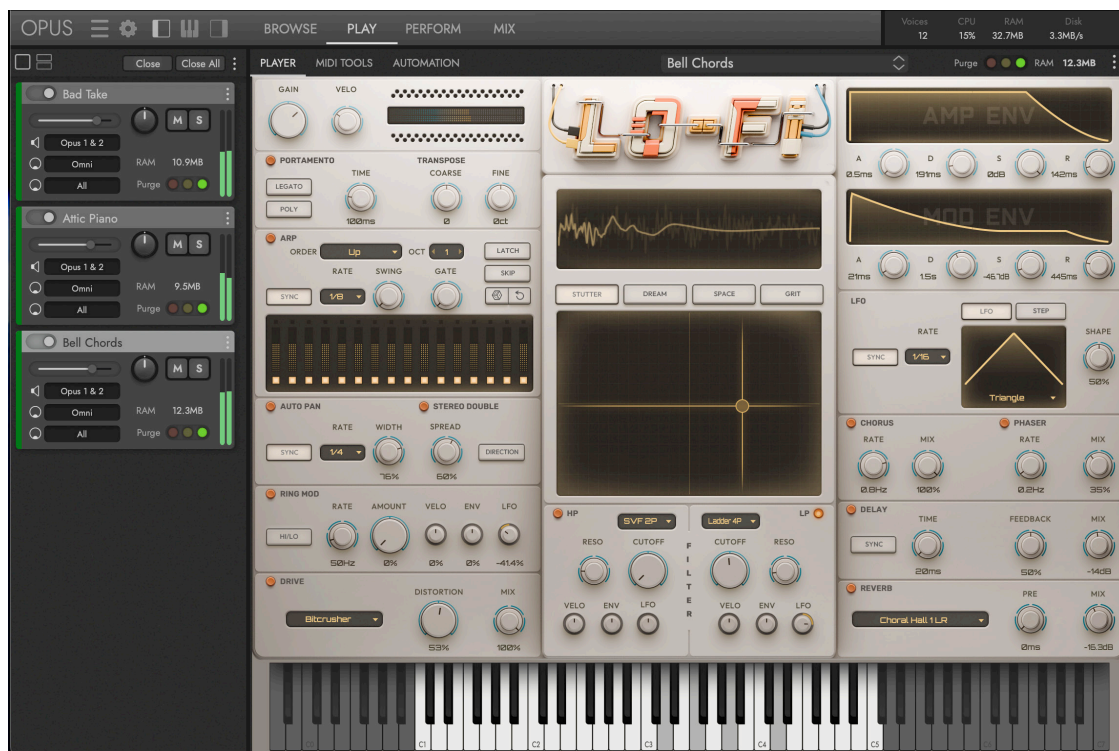 OPUS BROWSE PLAY PERFORM MIX
Voices CPU RAM Disk
12 15% 32.7MB 3.3MB/s
Close Close All
PLAYER MIDI TOOLS AUTOMATION Bell Chords Purge RAM 12.3MB
Bad Take
M S
Opus 1 & 2
Omni RAM 10.9MB
All Purge
Attic Piano
M S
Opus 1 & 2
Omni RAM 9.5MB
All Purge
Bell Chords
M S
Opus 1 & 2
Omni RAM 12.3MB
All Purge
GAIN VELO
PORTAMENTO TRANSPOSE
TIME COARSE FINE
LEGATO
POLY
100ms 0 0ct
ARP
ORDER Up OCT 1 LATCH
RATE SWING GATE SKIP
SYNC 1/8
AUTO PAN STEREO DOUBLE
RATE WIDTH SPREAD
SYNC 1/4 DIRECTION
76% 60%
RING MOD
RATE AMOUNT VELO ENV LFO
HI/LO
50Hz 0% 0% 0% -41.4%
DRIVE
DISTORTION MIX
Bitcrusher
53% 100%
LO-FI
STUTTER DREAM SPACE GRIT
HP SVF 2P Ladder 4P LP
RESO CUTOFF CUTOFF RESO
FILTER
VELO ENV LFO VELO ENV LFO
AMP ENV
A D S R
0.5ms 191ms 0dB 142ms
MOD ENV
A D S R
21ms 1.5s -46.7dB 445ms
LFO
LFO STEP
RATE SHAPE
SYNC 1/16
50%
Triangle
CHORUS PHASER
RATE MIX RATE MIX
0.8Hz 100% 0.2Hz 35%
DELAY
TIME FEEDBACK MIX
SYNC
20ms 50% -14dB
REVERB
PRE MIX
Choral Hall 1 LR
0ms -16.3dB
C1 C2 C3 C4 C5